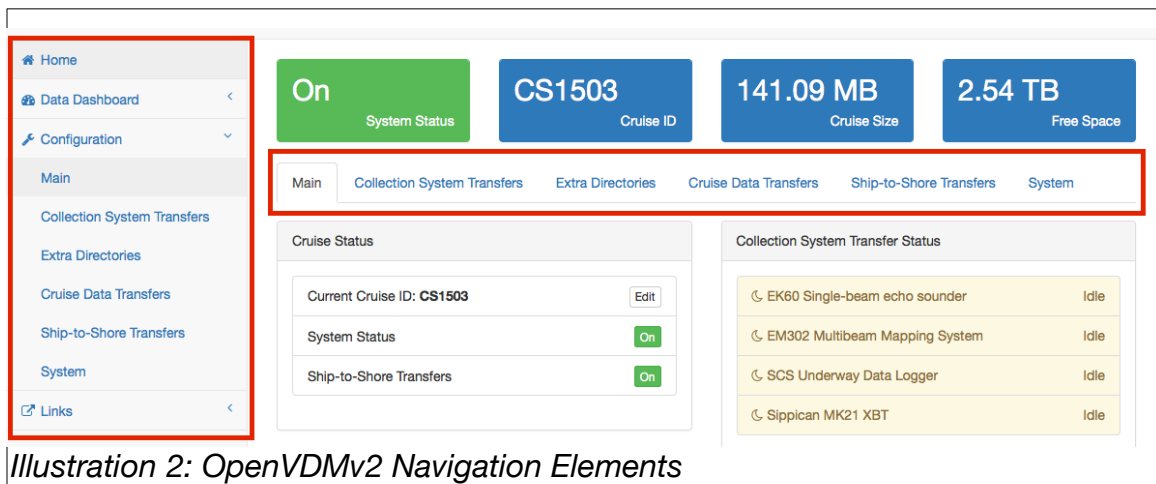 Home
Data Dashboard
Configuration
Main
Collection System Transfers
Extra Directories
Cruise Data Transfers
Ship-to-Shore Transfers
System
Links
On
System Status
CS1503
Cruise ID
141.09 MB
Cruise Size
2.54 TB
Free Space
Main Collection System Transfers Extra Directories Cruise Data Transfers Ship-to-Shore Transfers System
Cruise Status
Current Cruise ID: CS1503 Edit
System Status On
Ship-to-Shore Transfers On
Collection System Transfer Status
EK60 Single-beam echo sounder Idle
EM302 Multibeam Mapping System Idle
SCS Underway Data Logger Idle
Sippican MK21 XBT Idle
Illustration 2: OpenVDMv2 Navigation Elements